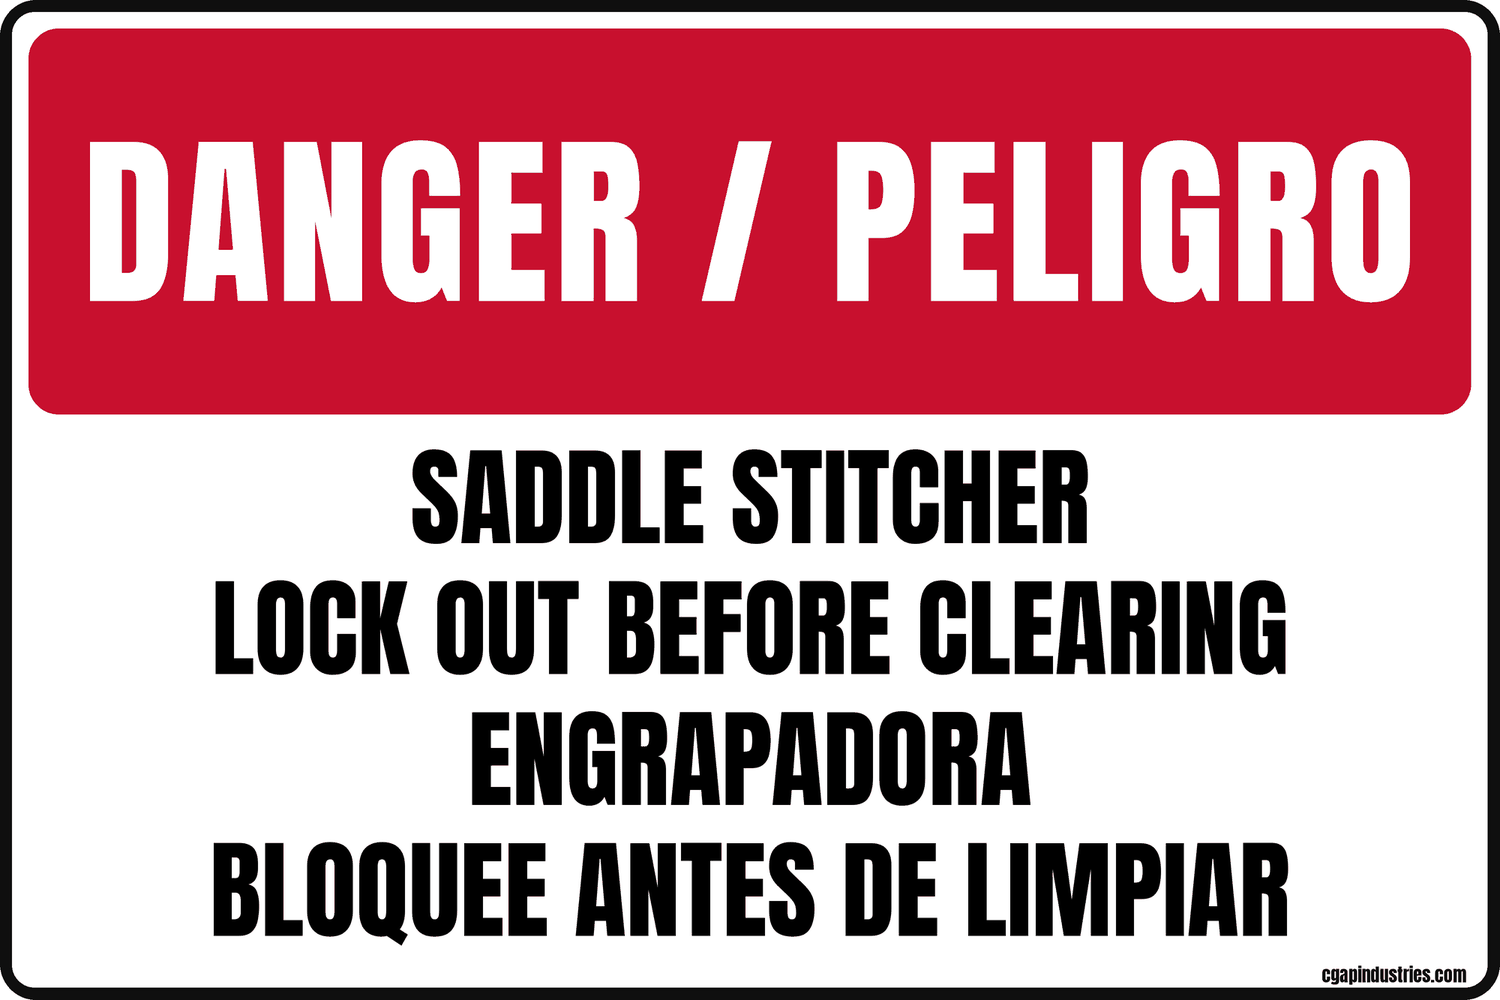 DANGER / PELIGRO
SADDLE STITCHER
LOCK OUT BEFORE CLEARING
ENGRAPADORA
BLOQUEE ANTES DE LIMPIAR
cgapindustries.com